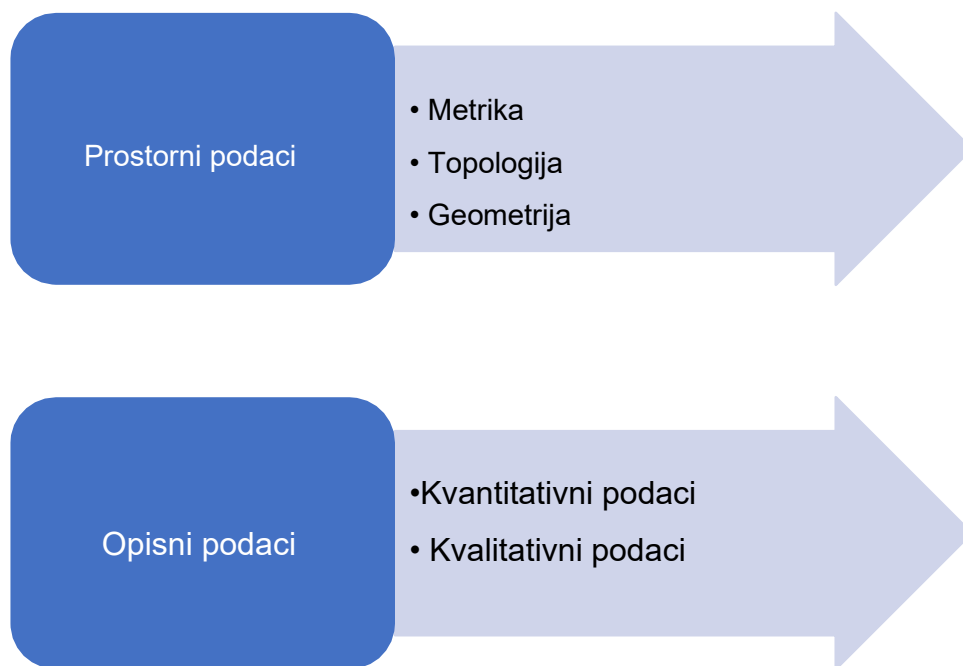 Prostorni podaci
• Metrika
• Topologija
• Geometrija
Opisni podaci
•Kvantitativni podaci
• Kvalitativni podaci